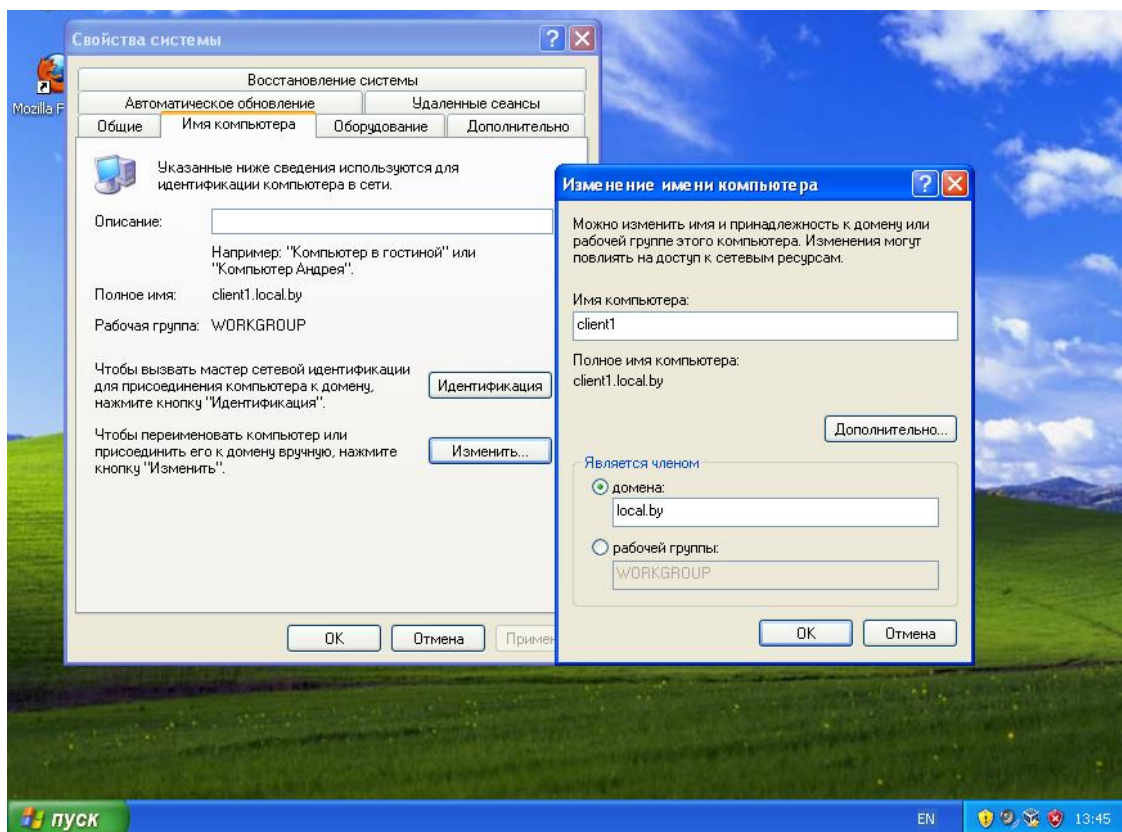 Mozilla F
Свойства системы
Восстановление системы
Автоматическое обновление
Удаленные сеансы
Общие
Имя компьютера
Оборудование
Дополнительно
Указанные ниже сведения используются для
идентификации компьютера в сети.
Описание:
Например: "Компьютер в гостиной" или
"Компьютер Андрея".
Полное имя: client1.local.by
Рабочая группа: WORKGROUP
Чтобы вызвать мастер сетевой идентификации
для присоединения компьютера к домену,
нажмите кнопку "Идентификация".
Идентификация
Чтобы переименовать компьютер или
присоединить его к домену вручную, нажмите
кнопку "Изменить".
Изменить...
OK
Отмена
Примен
Изменение имени компьютера
Можно изменить имя и принадлежность к домену или
рабочей группе этого компьютера. Изменения могут
повлиять на доступ к сетевым ресурсам.
Имя компьютера:
client1
Полное имя компьютера:
client1.local.by
Дополнительно...
Является членом
домена:
local.by
рабочей группы:
WORKGROUP
OK
Отмена
пуск
EN
13:45